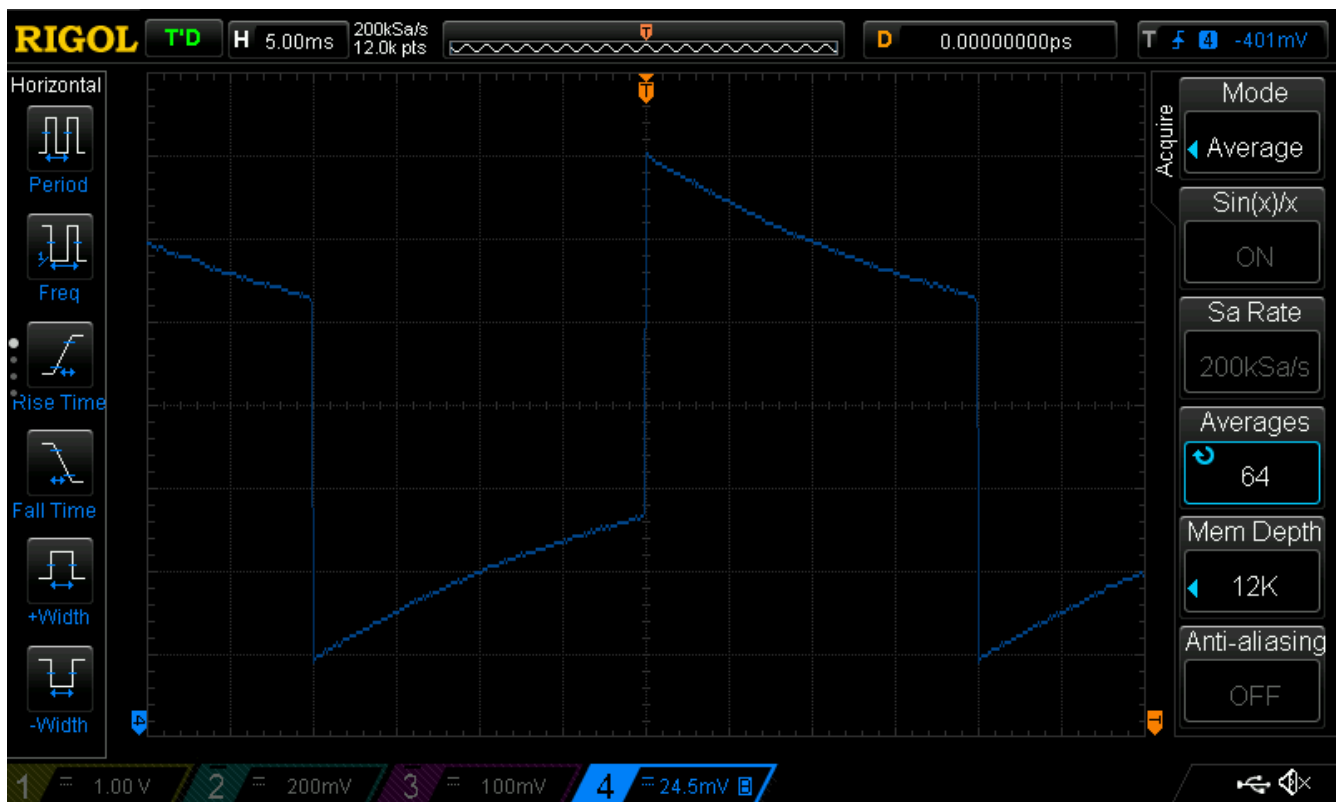 RIGOL T'D H 5.00ms 200kSa/s 12.0k pts T D 0.00000000ps T 4 -401mV
Horizontal
Period
Freq
Rise Time
Fall Time
+Width
-Width
T
4
T
Acquire
Mode
Average
Sin(x)/x
ON
Sa Rate
200kSa/s
Averages
64
Mem Depth
12K
Anti-aliasing
OFF
1 1.00 V 2 200mV 3 100mV 4 24.5mV B